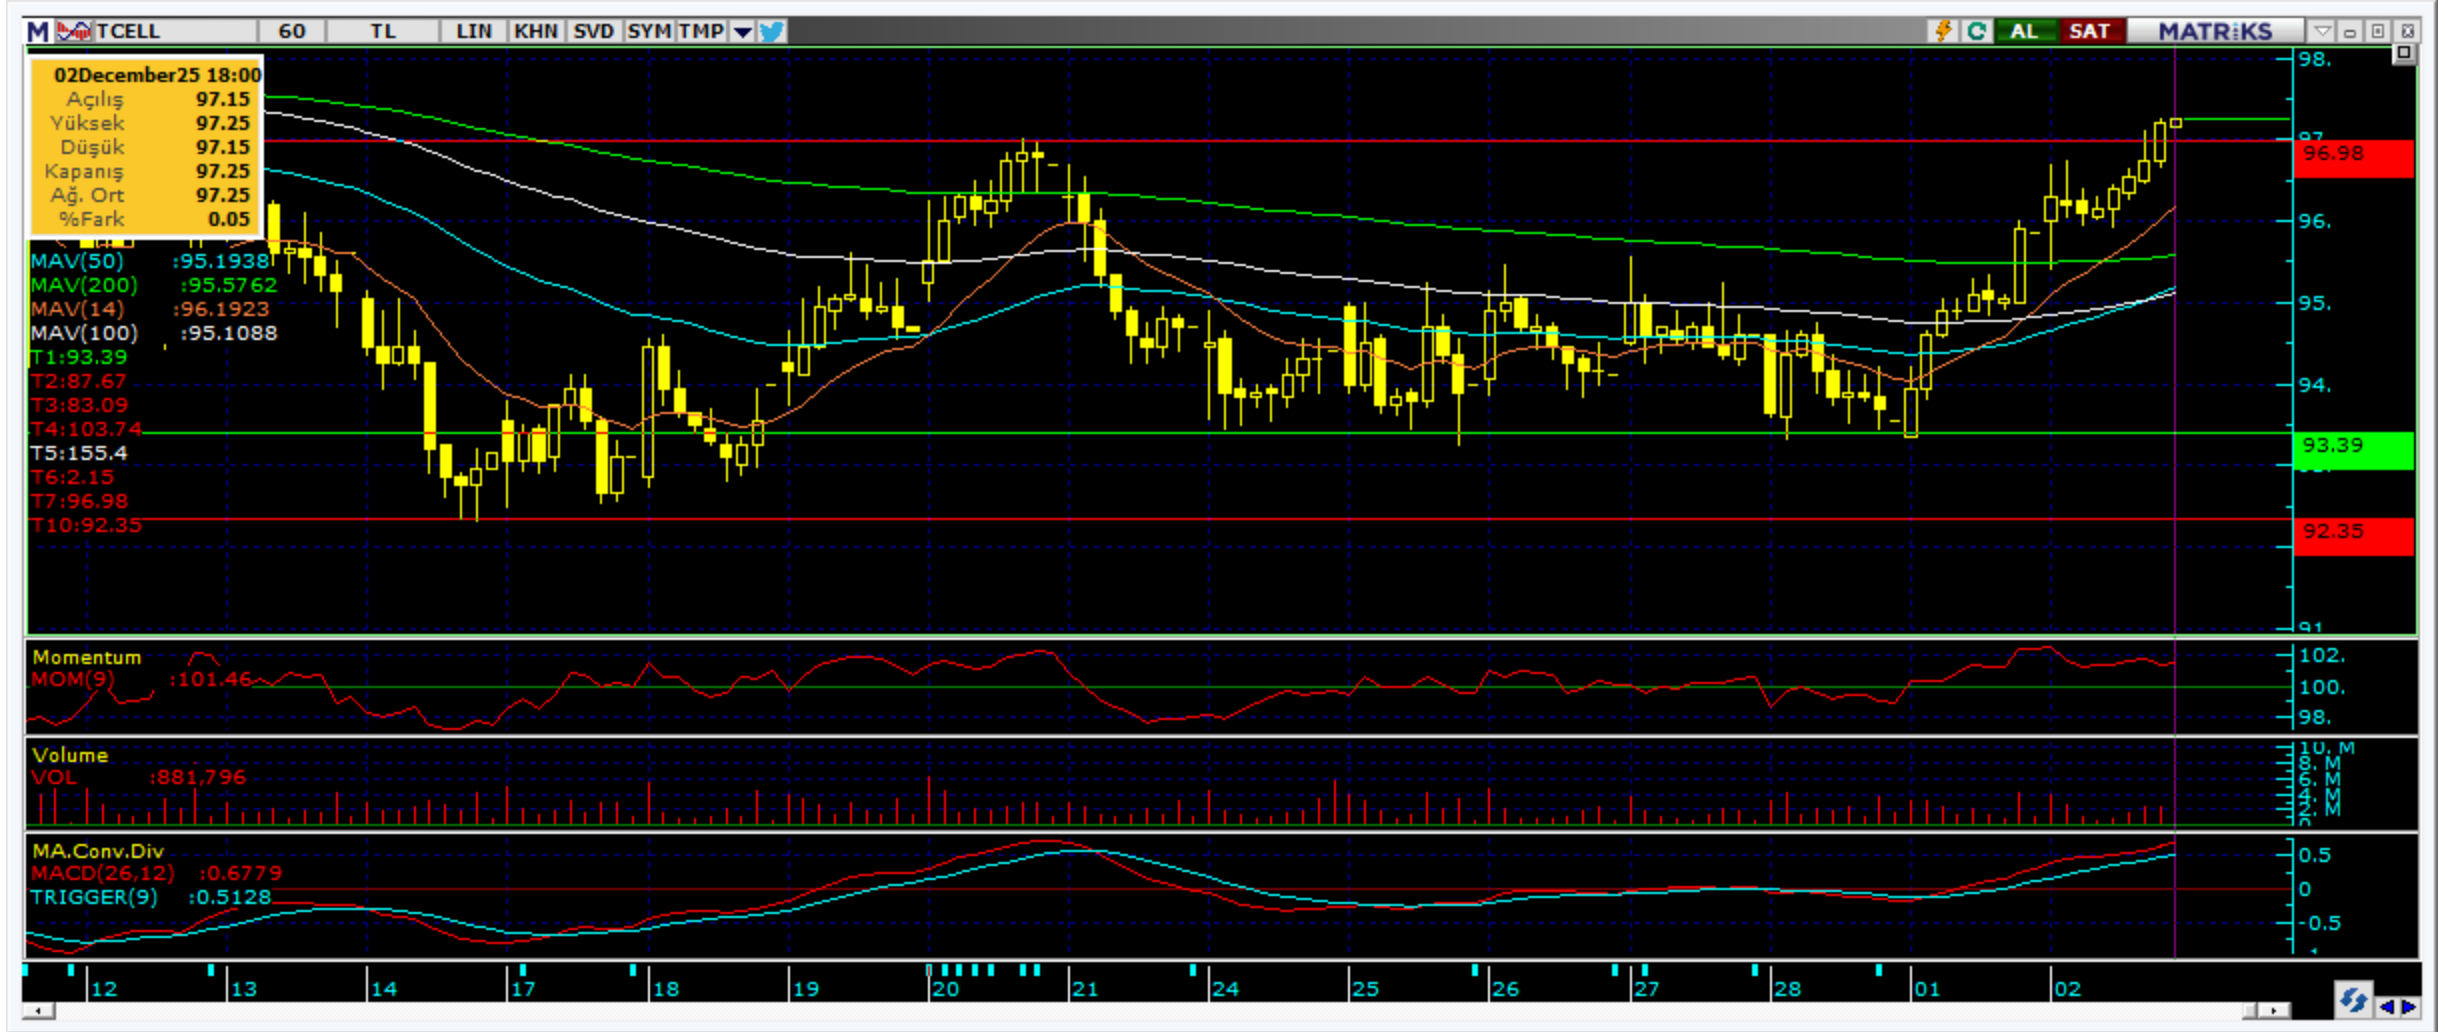 M TCELL 60 TL LIN KHN SVD SYM TMP AL SAT MATRiKS
02December25 18:00
Açılış 97.15
Yüksek 97.25
Düşük 97.15
Kapanış 97.25
Ağ. Ort 97.25
%Fark 0.05
MAV(50) :95.1938
MAV(200) :95.5762
MAV(14) :96.1923
MAV(100) :95.1088
T1:93.39
T2:87.67
T3:83.09
T4:103.74
T5:155.4
T6:2.15
T7:96.98
T10:92.35
98.
97.
96.98
96.
95.
94.
93.39
92.35
91
Momentum
MOM(9) :101.46
102.
100.
98.
Volume
VOL :881,796
10. M
8. M
6. M
4. M
2. M
0
MA.Conv.Div
MACD(26,12) :0.6779
TRIGGER(9) :0.5128
0.5
0
-0.5
12 13 14 17 18 19 20 21 24 25 26 27 28 01 02